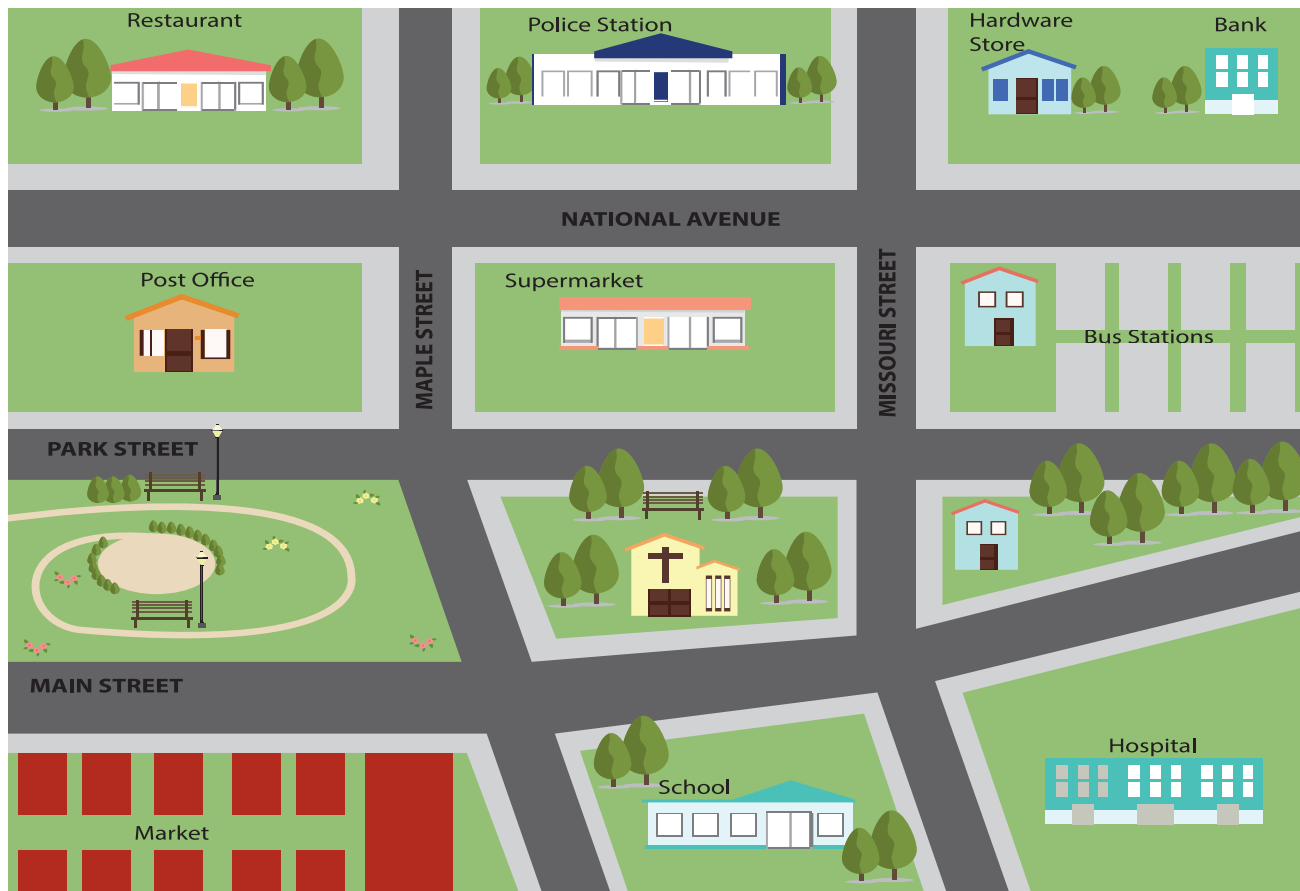 Restaurant
Police Station
Hardware
Store
Bank
NATIONAL AVENUE
Post Office
Supermarket
MAPLE STREET
MISSOURI STREET
Bus Stations
PARK STREET
MAIN STREET
Market
School
Hospital